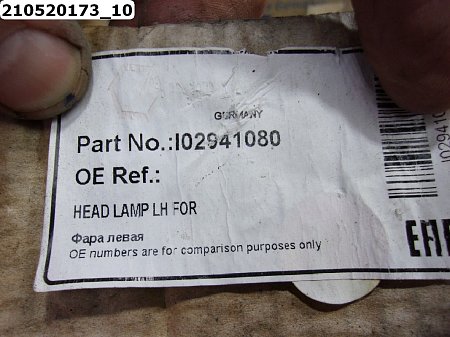 210520173_10
GERMANY
Part No.:I02941080
OE Ref.:
HEAD LAMP LH FOR
Фара левая
OE numbers are for comparison purposes only
EAC